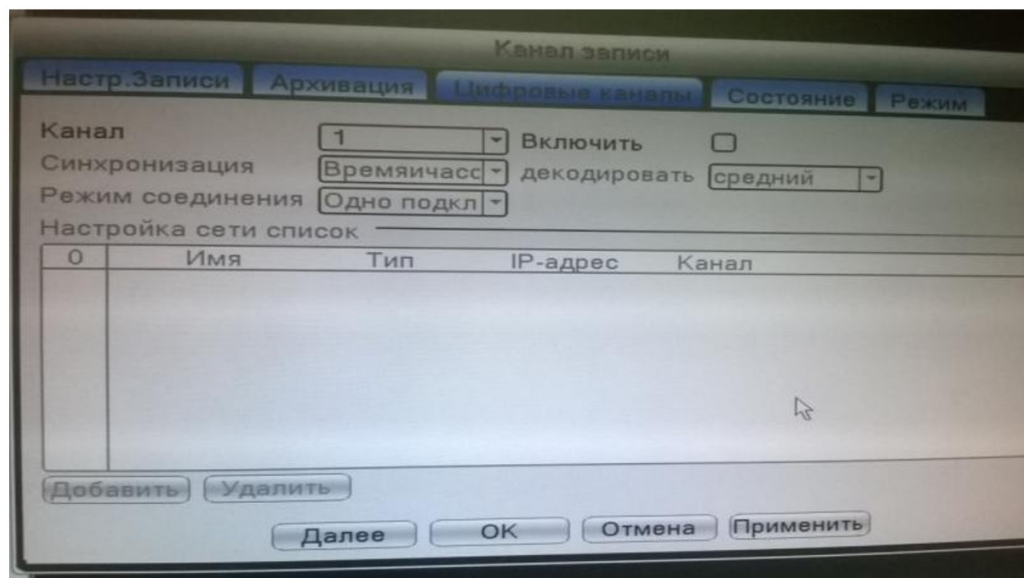 Канал записи
Настр.Записи Архивация Цифровые каналы Состояние Режим
Канал 1 Включить
Синхронизация Времяичасс декодировать средний
Режим соединения Одно подкл
Настройка сети список
0 Имя Тип IP-адрес Канал
Добавить Удалить
Далее OK Отмена Применить